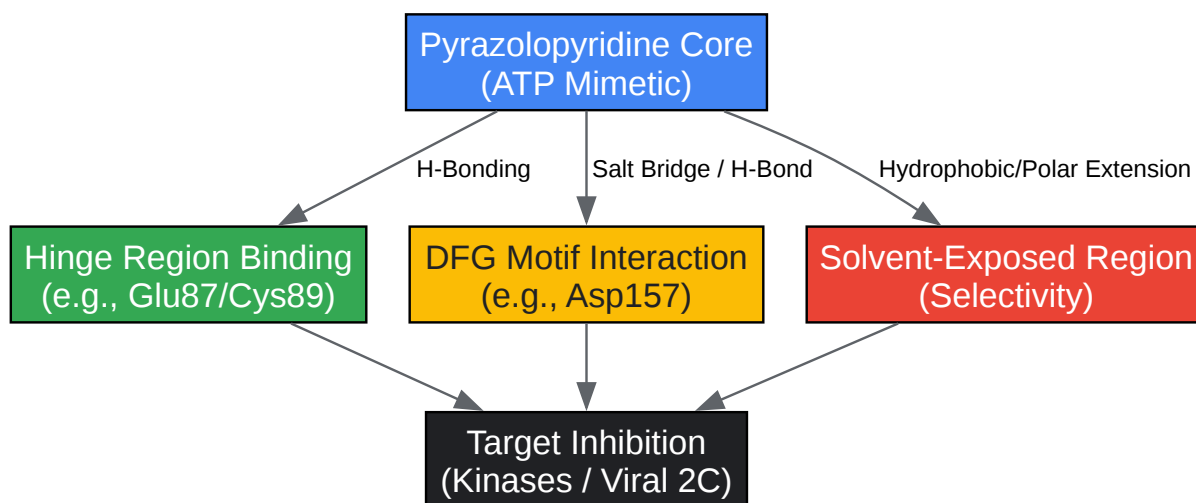 Pyrazolopyridine Core
(ATP Mimetic)
H-Bonding
Salt Bridge / H-Bond
Hydrophobic/Polar Extension
Hinge Region Binding
(e.g., Glu87/Cys89)
DFG Motif Interaction
(e.g., Asp157)
Solvent-Exposed Region
(Selectivity)
Target Inhibition
(Kinases / Viral 2C)